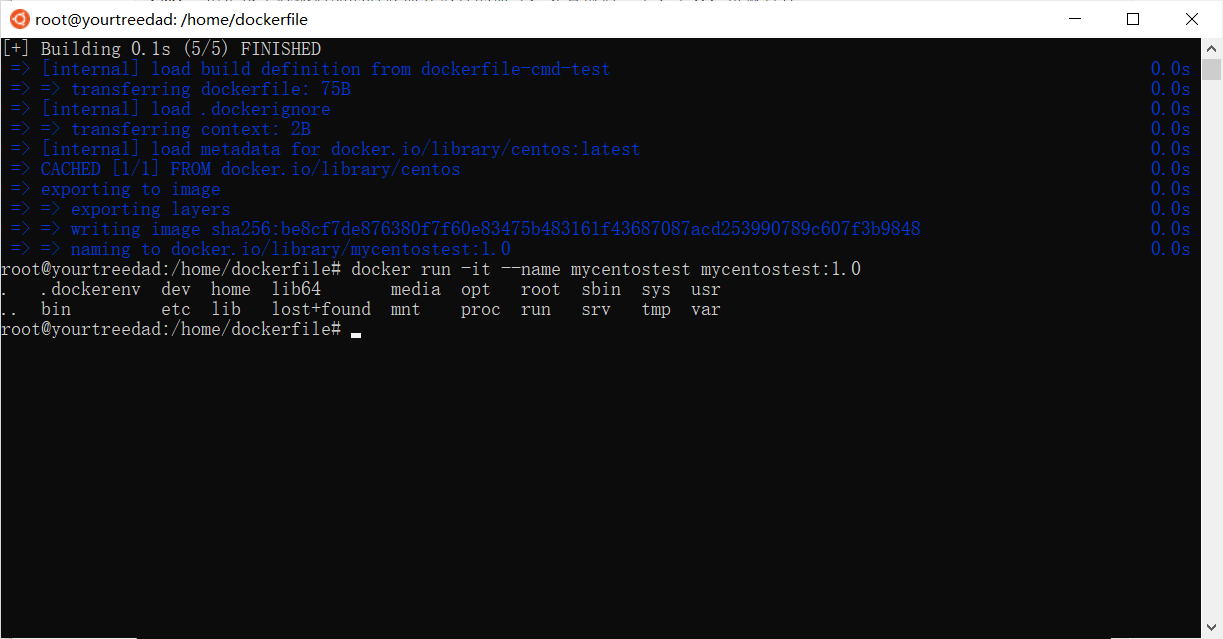 root@yourtreedad: /home/dockerfile
[+] Building 0.1s (5/5) FINISHED
=> [internal] load build definition from dockerfile-cmd-test 0.0s
=> => transferring dockerfile: 75B 0.0s
=> [internal] load .dockerignore 0.0s
=> => transferring context: 2B 0.0s
=> [internal] load metadata for docker.io/library/centos:latest 0.0s
=> CACHED [1/1] FROM docker.io/library/centos 0.0s
=> exporting to image 0.0s
=> => exporting layers 0.0s
=> => writing image sha256:be8cf7de876380f7f60e83475b483161f43687087acd253990789c607f3b9848 0.0s
=> => naming to docker.io/library/mycentostest:1.0 0.0s
root@yourtreedad:/home/dockerfile# docker run -it --name mycentostest mycentostest:1.0
. .dockerenv dev home lib64 media opt root sbin sys usr
.. bin etc lib lost+found mnt proc run srv tmp var
root@yourtreedad:/home/dockerfile#